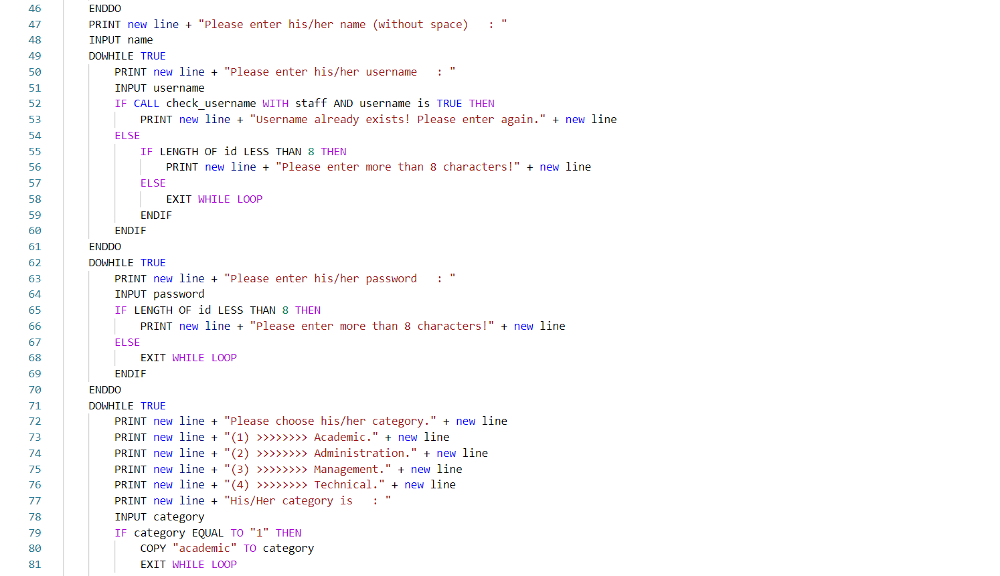 46 ENDDO
47 PRINT new line + "Please enter his/her name (without space)   : "
48 INPUT name
49 DOWHILE TRUE
50 PRINT new line + "Please enter his/her username   : "
51 INPUT username
52 IF CALL check_username WITH staff AND username is TRUE THEN
53 PRINT new line + "Username already exists! Please enter again." + new line
54 ELSE
55 IF LENGTH OF id LESS THAN 8 THEN
56 PRINT new line + "Please enter more than 8 characters!" + new line
57 ELSE
58 EXIT WHILE LOOP
59 ENDIF
60 ENDIF
61 ENDDO
62 DOWHILE TRUE
63 PRINT new line + "Please enter his/her password   : "
64 INPUT password
65 IF LENGTH OF id LESS THAN 8 THEN
66 PRINT new line + "Please enter more than 8 characters!" + new line
67 ELSE
68 EXIT WHILE LOOP
69 ENDIF
70 ENDDO
71 DOWHILE TRUE
72 PRINT new line + "Please choose his/her category." + new line
73 PRINT new line + "(1) >>>>>>>> Academic." + new line
74 PRINT new line + "(2) >>>>>>>> Administration." + new line
75 PRINT new line + "(3) >>>>>>>> Management." + new line
76 PRINT new line + "(4) >>>>>>>> Technical." + new line
77 PRINT new line + "His/Her category is   : "
78 INPUT category
79 IF category EQUAL TO "1" THEN
80 COPY "academic" TO category
81 EXIT WHILE LOOP